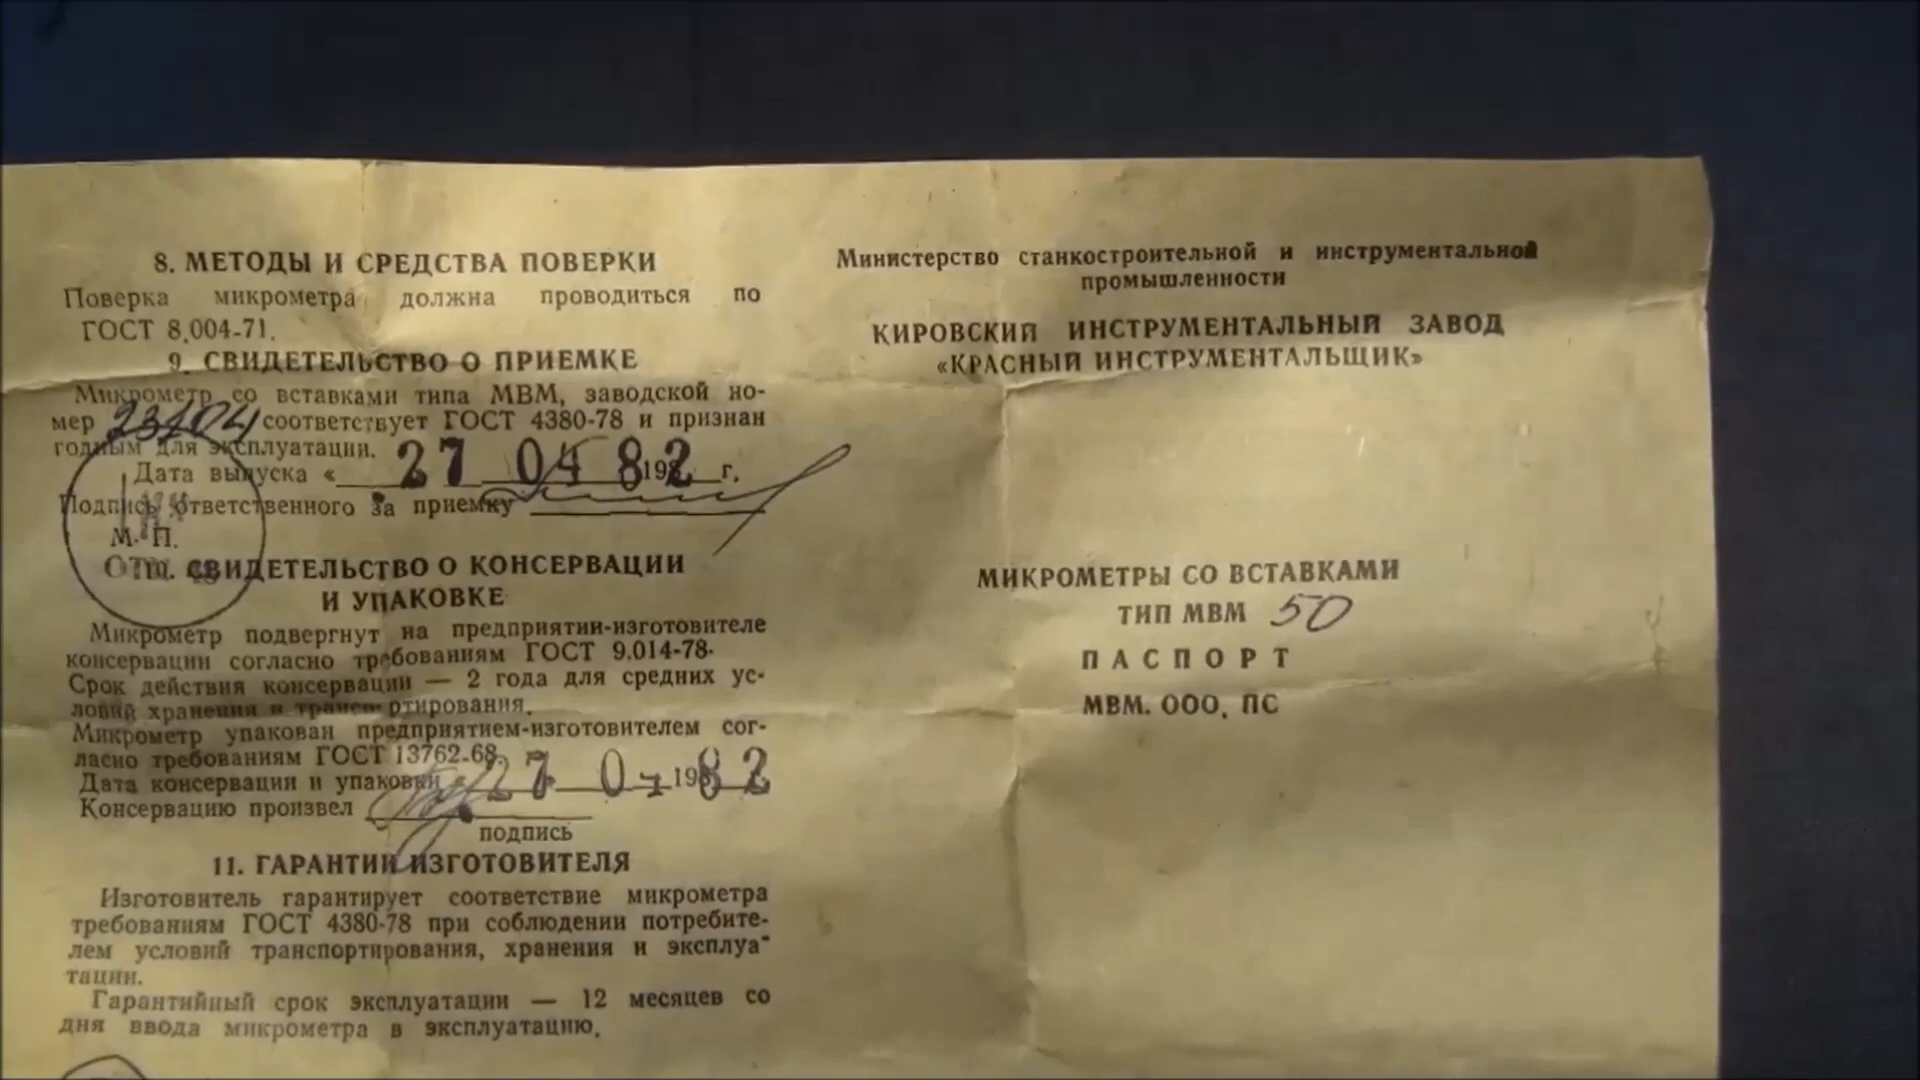 8. МЕТОДЫ И СРЕДСТВА ПОВЕРКИ
Поверка микрометра должна проводиться по
ГОСТ 8.004-71.
9. СВИДЕТЕЛЬСТВО О ПРИЕМКЕ
Микрометр со вставками типа МВМ, заводской но-
мер соответствует ГОСТ 4380-78 и признан
годным для эксплуатации.
Дата выпуска « 27 04 82 198 г.
Подпись ответственного за приемку
М. П.
СВИДЕТЕЛЬСТВО О КОНСЕРВАЦИИ
И УПАКОВКЕ
Микрометр подвергнут на предприятии-изготовителе
консервации согласно требованиям ГОСТ 9.014-78.
Срок действия консервации — 2 года для средних ус-
ловий хранения и транспортирования.
Микрометр упакован предприятием-изготовителем сог-
ласно требованиям ГОСТ 13762-68.
Дата консервации и упаковки 27 198 82
Консервацию произвел
подпись
11. ГАРАНТИИ ИЗГОТОВИТЕЛЯ
Изготовитель гарантирует соответствие микрометра
требованиям ГОСТ 4380-78 при соблюдении потребите-
лем условий транспортирования, хранения и эксплуа-
тации.
Гарантийный срок эксплуатации — 12 месяцев со
дня ввода микрометра в эксплуатацию.
Министерство станкостроительной и инструментальной
промышленности
КИРОВСКИЙ ИНСТРУМЕНТАЛЬНЫЙ ЗАВОД
«КРАСНЫЙ ИНСТРУМЕНТАЛЬЩИК»
МИКРОМЕТРЫ СО ВСТАВКАМИ
ТИП МВМ 50
ПАСПОРТ
МВМ. ООО. ПС